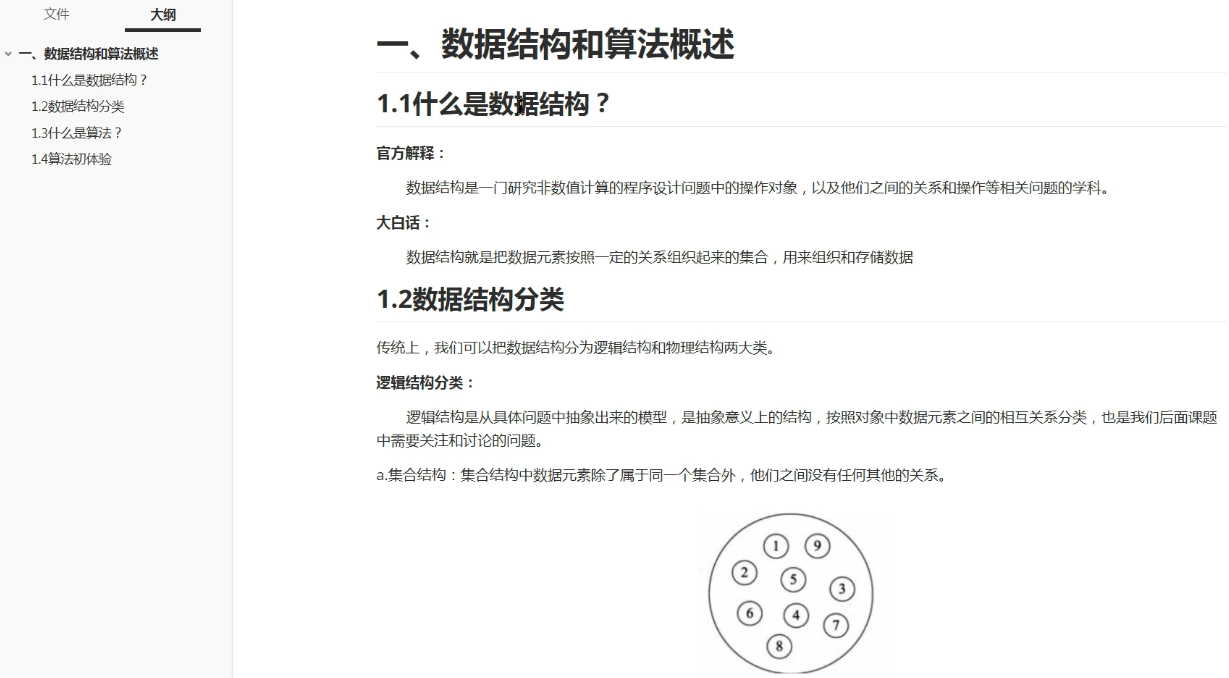 文件
大纲
一、数据结构和算法概述
1.1什么是数据结构？
1.2数据结构分类
1.3什么是算法？
1.4算法初体验
一、数据结构和算法概述
1.1什么是数据结构？
官方解释：
数据结构是一门研究非数值计算的程序设计问题中的操作对象，以及他们之间的关系和操作等相关问题的学科。
大白话：
数据结构就是把数据元素按照一定的关系组织起来的集合，用来组织和存储数据
1.2数据结构分类
传统上，我们可以把数据结构分为逻辑结构和物理结构两大类。
逻辑结构分类：
逻辑结构是从具体问题中抽象出来的模型，是抽象意义上的结构，按照对象中数据元素之间的相互关系分类，也是我们后面课题
中需要关注和讨论的问题。
a.集合结构：集合结构中数据元素除了属于同一个集合外，他们之间没有任何其他的关系。
1 9
2 5 3
6 4 7
8